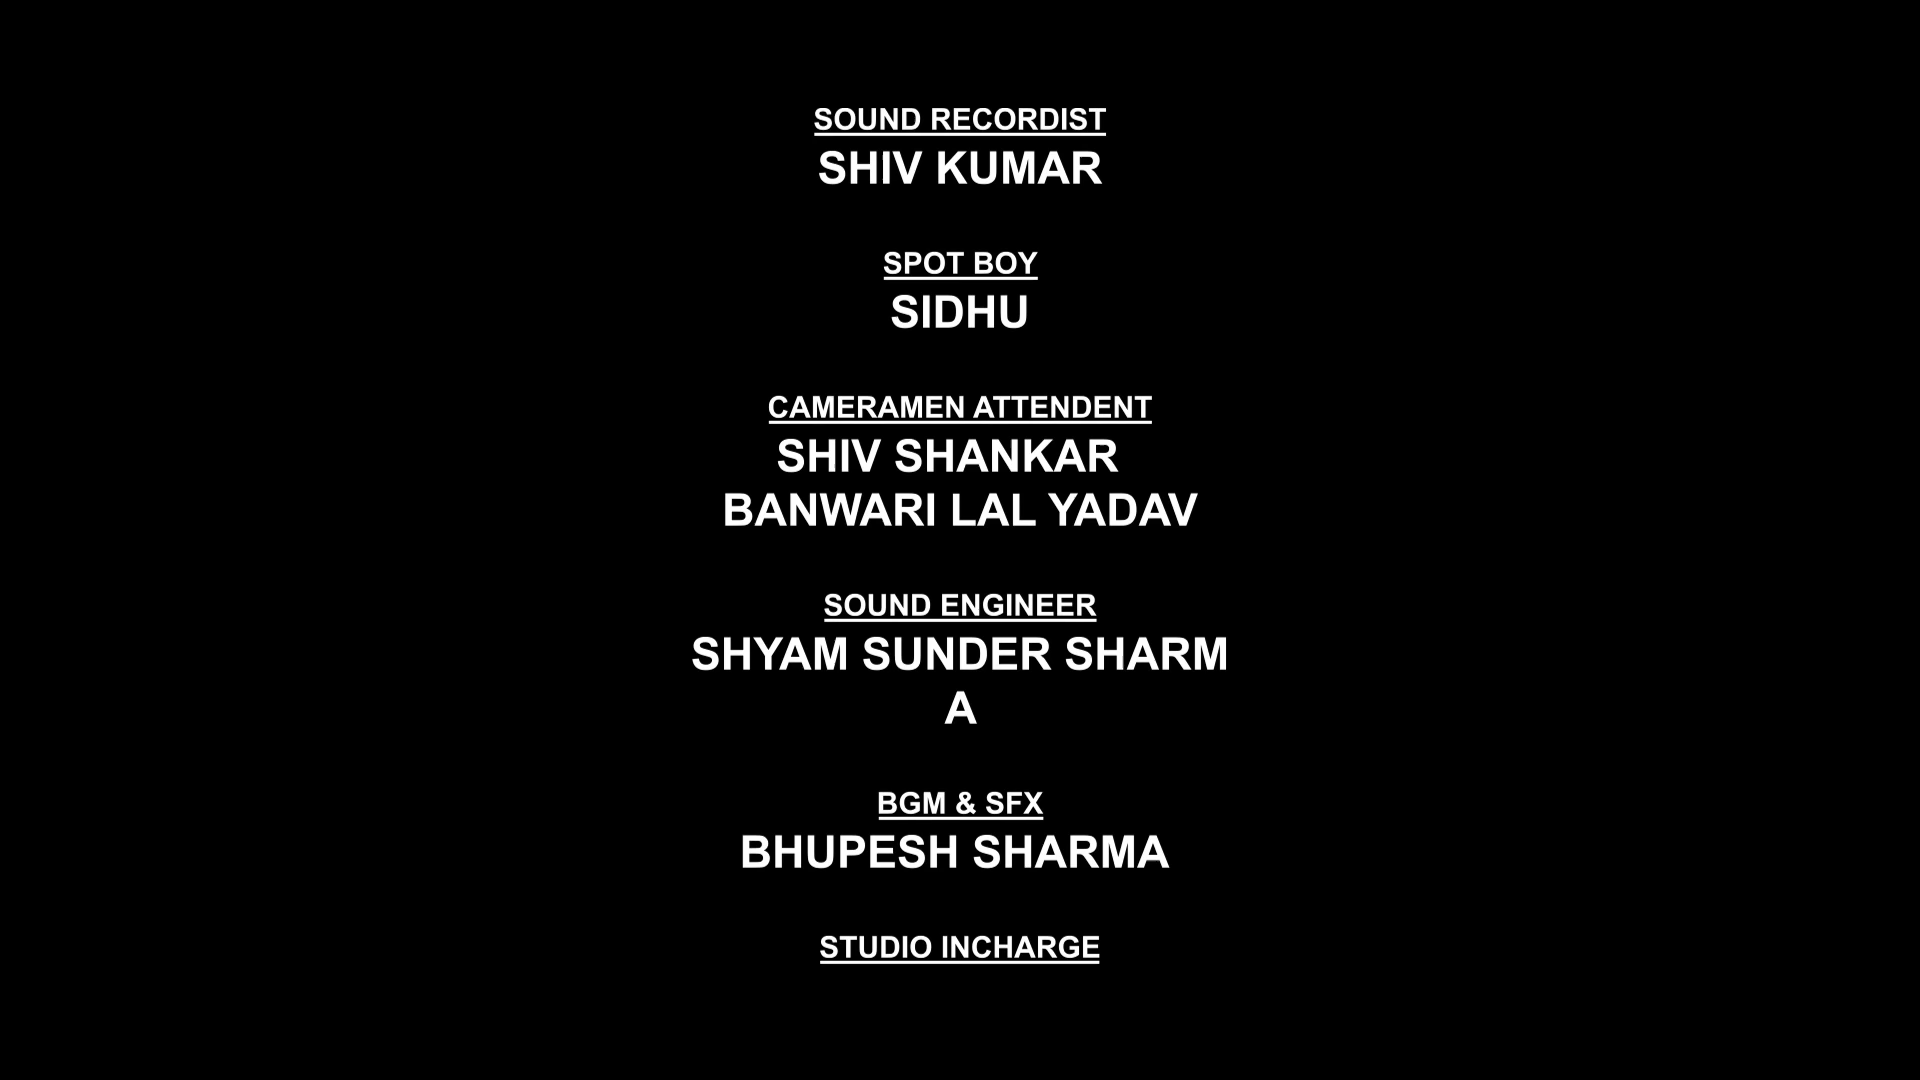 SOUND RECORDIST
SHIV KUMAR
SPOT BOY
SIDHU
CAMERAMEN ATTENDENT
SHIV SHANKAR
BANWARI LAL YADAV
SOUND ENGINEER
SHYAM SUNDER SHARM
A
BGM & SFX
BHUPESH SHARMA
STUDIO INCHARGE